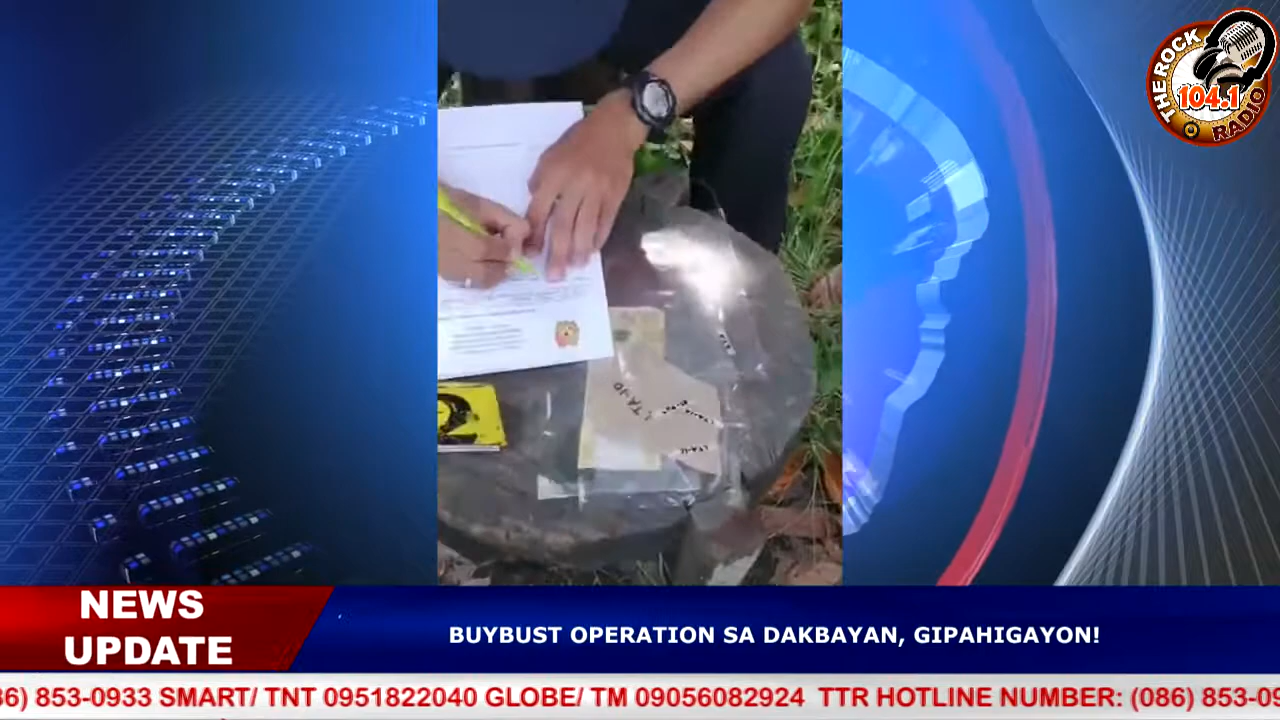 THE ROCK
104.1
RADIO
NEWS
UPDATE
BUYBUST OPERATION SA DAKBAYAN, GIPAHIGAYON!
36) 853-0933 SMART/ TNT 0951822040 GLOBE/ TM 09056082924 TTR HOTLINE NUMBER: (086) 853-09